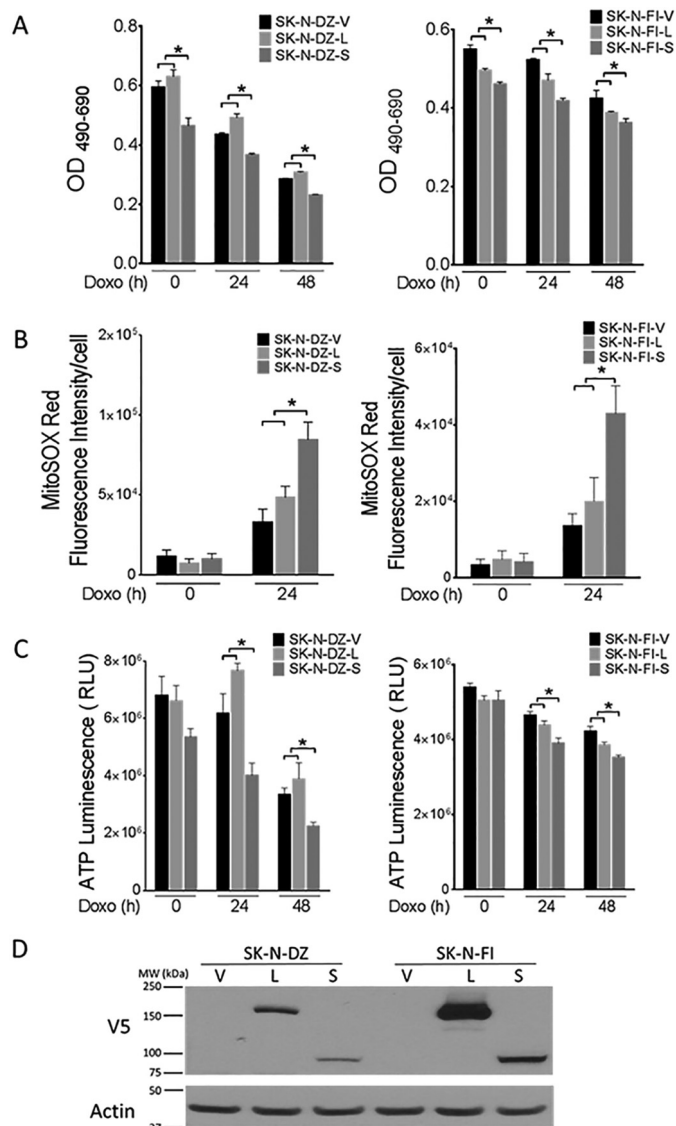 A
SK-N-DZ-V
SK-N-DZ-L
SK-N-DZ-S
OD 490-690
0.8
0.6
0.4
0.2
0.0
* * *
Doxo (h) 0 24 48
SK-N-FI-V
SK-N-FI-L
SK-N-FI-S
OD 490-690
0.6
0.4
0.2
0.0
* * *
Doxo (h) 0 24 48
B
SK-N-DZ-V
SK-N-DZ-L
SK-N-DZ-S
MitoSOX Red
Fluorescence Intensity/cell
2×10⁵
1×10⁵
5×10⁴
0
*
Doxo (h) 0 24
SK-N-FI-V
SK-N-FI-L
SK-N-FI-S
MitoSOX Red
Fluorescence Intensity/cell
6×10⁴
4×10⁴
2×10⁴
0
*
Doxo (h) 0 24
C
SK-N-DZ-V
SK-N-DZ-L
SK-N-DZ-S
ATP Luminescence ( RLU)
8×10⁶
6×10⁶
4×10⁶
2×10⁶
0
* *
Doxo (h) 0 24 48
SK-N-FI-V
SK-N-FI-L
SK-N-FI-S
ATP Luminescence ( RLU)
6×10⁶
4×10⁶
2×10⁶
0
* *
Doxo (h) 0 24 48
D
SK-N-DZ SK-N-FI
MW (kDa) V L S V L S
250
150
100
75
V5
50
Actin